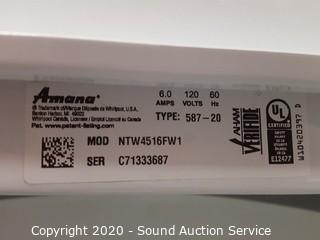 Amana
® Trademark/Marque Déposée de Whirlpool, U.S.A.
Benton Harbor, MI. 49022
Whirlpool Canada, Licensee/Emploi Licencié au Canada
Pat. www.patent-listing.com
6.0 120 60
AMPS VOLTS Hz
TYPE: 587-20
MOD NTW4516FW1
SER C71333687
AHAM
VERIFIDE
UL
LISTED
E12477
W10420397 D
Copyright 2020 - Sound Auction Service